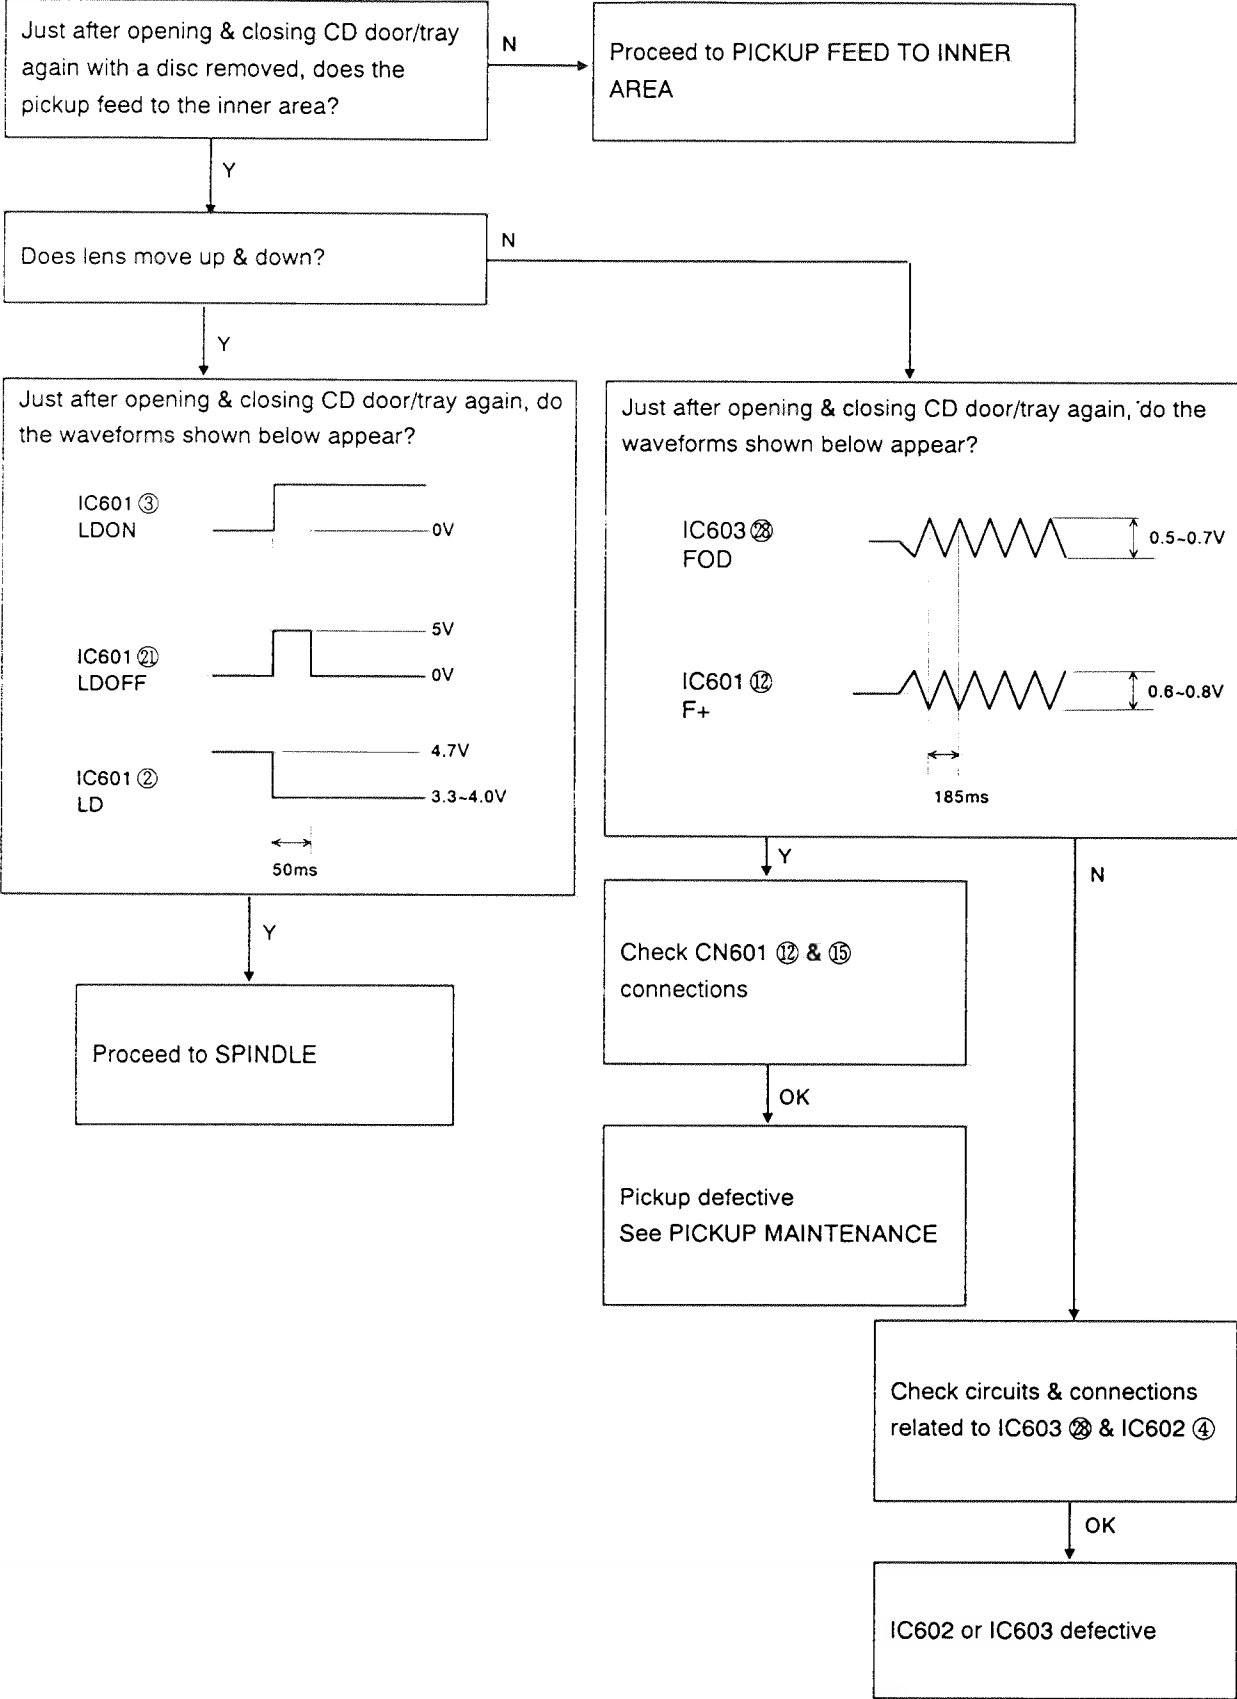 Just after opening & closing CD door/tray
again with a disc removed, does the
pickup feed to the inner area?
N
Proceed to PICKUP FEED TO INNER
AREA
Y
Does lens move up & down?
N
Y
Just after opening & closing CD door/tray again, do
the waveforms shown below appear?
IC601 ③
LDON
0V
IC601 ㉑
LDOFF
5V
0V
IC601 ②
LD
4.7V
3.3~4.0V
50ms
Y
Proceed to SPINDLE
Just after opening & closing CD door/tray again, do the
waveforms shown below appear?
IC603 ㉘
FOD
0.5~0.7V
IC601 ⑫
F+
0.6~0.8V
185ms
Y
N
Check CN601 ⑫ & ⑮
connections
OK
Pickup defective
See PICKUP MAINTENANCE
Check circuits & connections
related to IC603 ㉘ & IC602 ④
OK
IC602 or IC603 defective